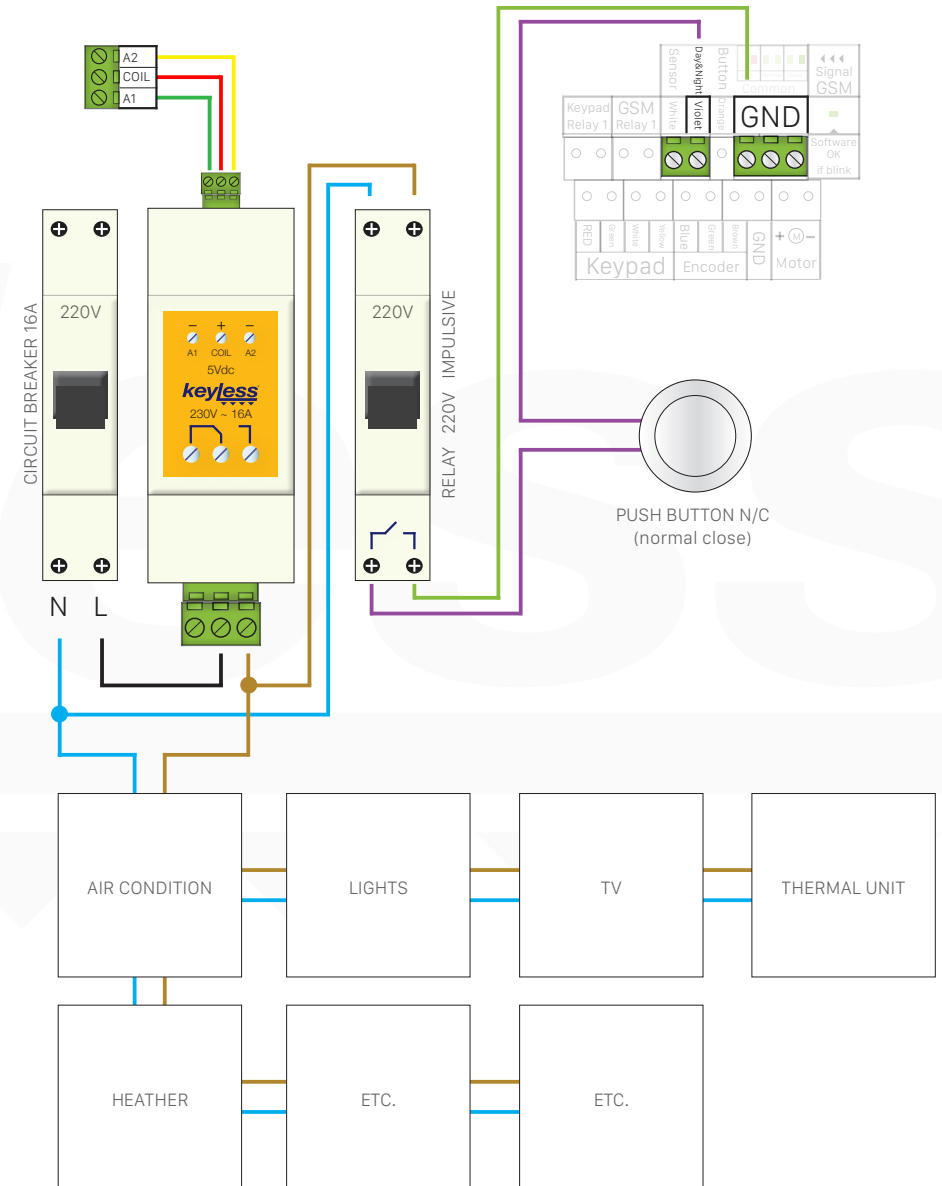 A2
COIL
A1
Sensor
White
Day&Night
Violet
Button
Orange
Common
GND
Signal
GSM
Keypad
Relay 1
GSM
Relay 1
Software
OK
if blink
RED
Green
White
Yellow
Blue
Green
Brown
GND
+ M −
Keypad
Encoder
Motor
CIRCUIT BREAKER 16A
220V
− + −
A1 COIL A2
5Vdc
keyless
230V ~ 16A
220V
RELAY 220V IMPULSIVE
PUSH BUTTON N/C
(normal close)
N L
AIR CONDITION
LIGHTS
TV
THERMAL UNIT
HEATHER
ETC.
ETC.